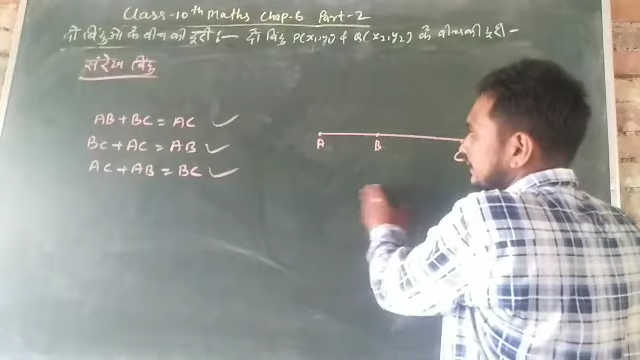 Class-10th Maths Chap.6 Part-2
दो बिंदुओ के बीच की दूरी :- दो बिंदु P(x₁,y₁) & Q(x₂,y₂) के बीच की दूरी -
संरेख बिंदु
AB + BC = AC ✓
BC + AC = AB ✓
AC + AB = BC ✓
A B C